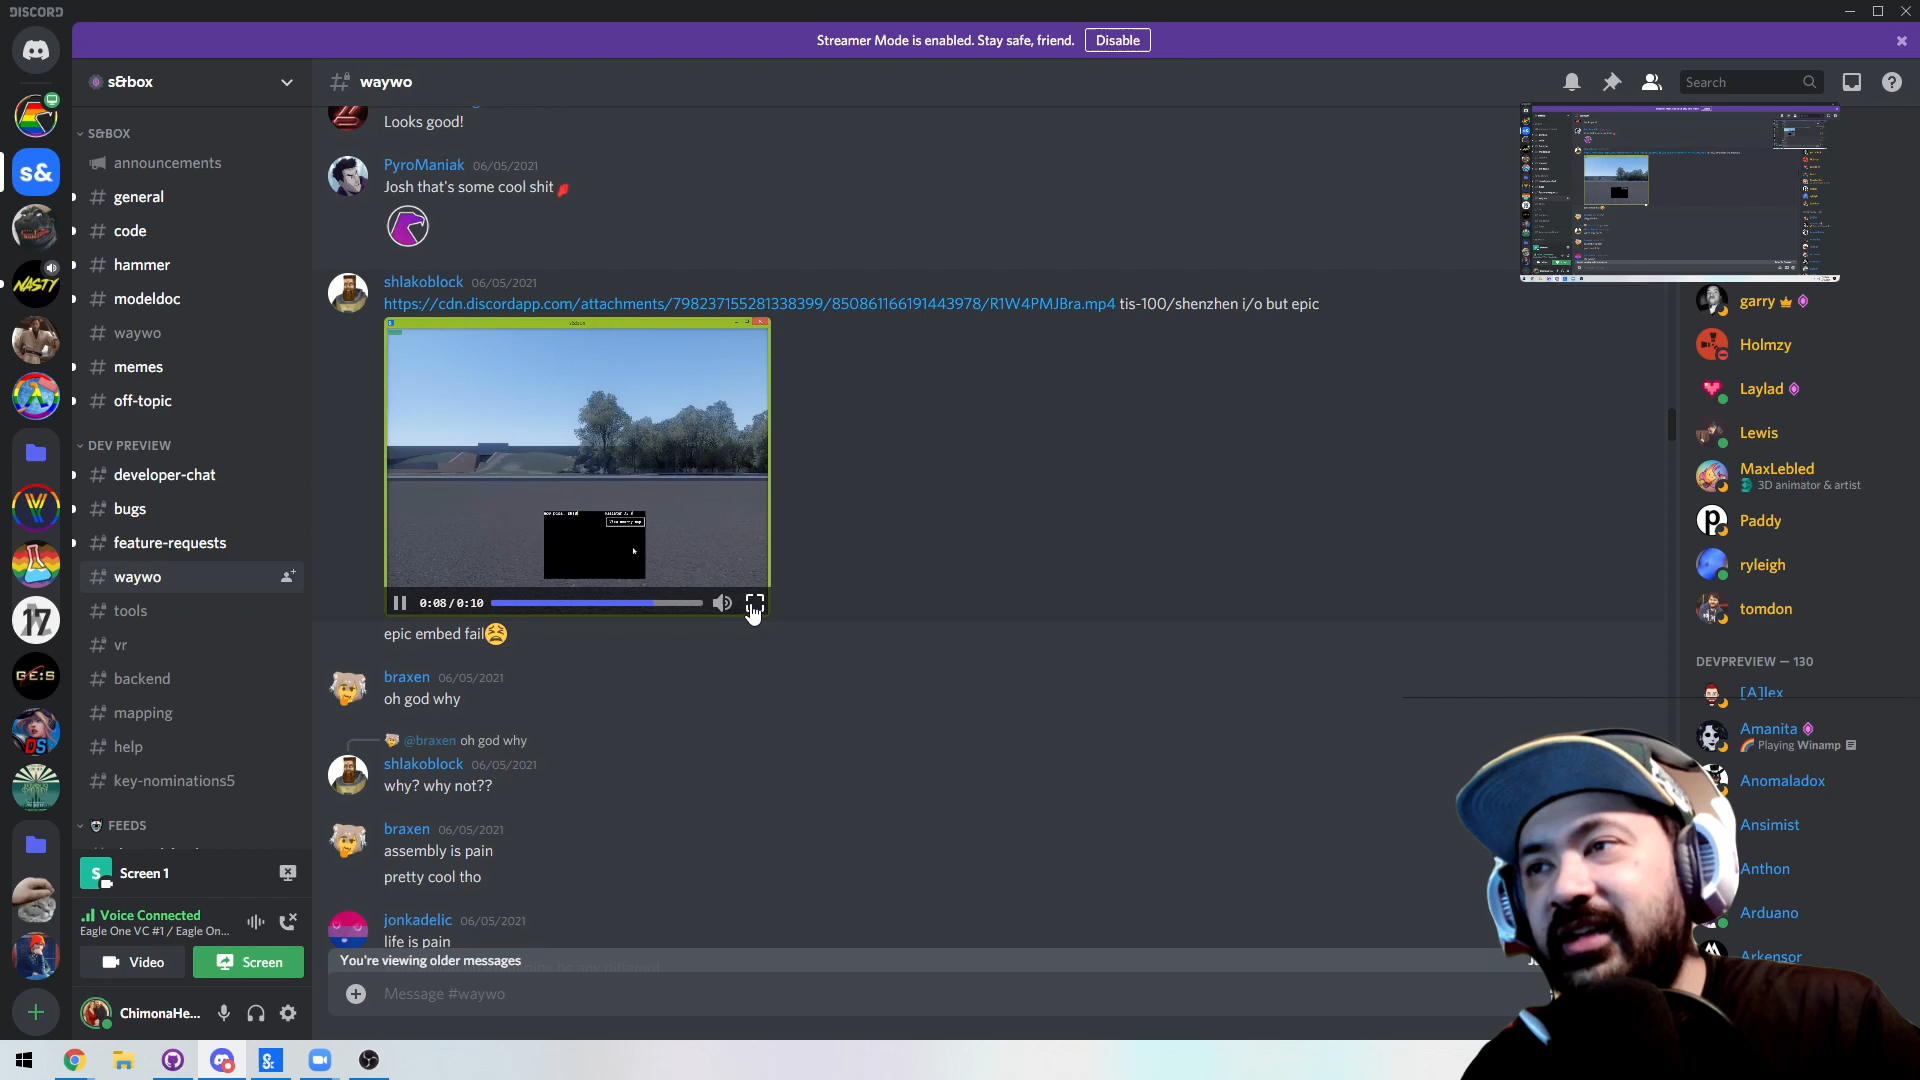 DISCORD
Streamer Mode is enabled. Stay safe, friend.
Disable
s&box
waywo
Search
S&BOX
announcements
general
code
hammer
modeldoc
waywo
memes
off-topic
DEV PREVIEW
developer-chat
bugs
feature-requests
waywo
tools
vr
backend
mapping
help
key-nominations5
FEEDS
Screen 1
Voice Connected
Eagle One VC #1 / Eagle On...
Video
Screen
ChimonaHe...
s&
NASTY
17
GE:S
DS
Looks good!
PyroManiak 06/05/2021
Josh that's some cool shit
shlakoblock 06/05/2021
https://cdn.discordapp.com/attachments/798237155281338399/850861166191443978/R1W4PMJBra.mp4 tis-100/shenzhen i/o but epic
0:08/0:10
epic embed fail
braxen 06/05/2021
oh god why
@braxen oh god why
shlakoblock 06/05/2021
why? why not??
braxen 06/05/2021
assembly is pain
pretty cool tho
jonkadelic 06/05/2021
life is pain
You're viewing older messages
Message #waywo
garry
Holmzy
Laylad
Lewis
MaxLebled
3D animator & artist
Paddy
ryleigh
tomdon
DEVPREVIEW — 130
[A]lex
Amanita
Playing Winamp
Anomaladox
Ansimist
Anthon
Arduano
Arkensor